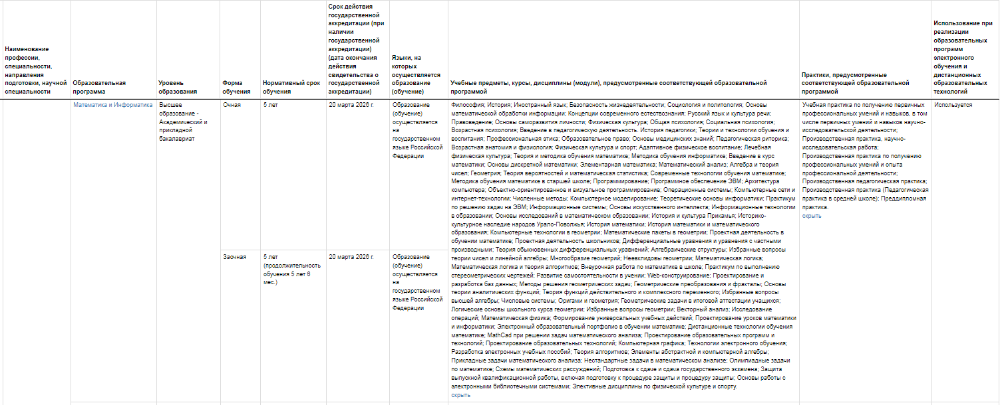 Наименование
профессии,
специальности,
направления
подготовки, научной
специальности
Образовательная
программа
Уровень
образования
Форма
обучения
Нормативный срок
обучения
Срок действия
государственной
аккредитации (при
наличии
государственной
аккредитации)
(дата окончания
действия
свидетельства о
государственной
аккредитации)
Языки, на
которых
осуществляется
образование
(обучение)
Учебные предметы, курсы, дисциплины (модули), предусмотренные соответствующей образовательной
программой
Практики, предусмотренные
соответствующей образовательной
программой
Использование при
реализации
образовательных
программ
электронного
обучения и
дистанционных
образовательных
технологий
Математика и Информатика
Высшее
образование -
Академический и
прикладной
бакалавриат
Очная
5 лет
20 марта 2026 г.
Образование
(обучение)
осуществляется
на
государственном
языке Российской
Федерации
Философия; История; Иностранный язык; Безопасность жизнедеятельности; Социология и политология; Основы
математической обработки информации; Концепции современного естествознания; Русский язык и культура речи;
Правоведение; Основы саморазвития личности; Физическая культура; Общая психология; Социальная психология;
Возрастная психология; Введение в педагогическую деятельность. История педагогики; Теории и технологии обучения и
воспитания; Профессиональная этика; Образовательное право; Основы медицинских знаний; Педагогическая риторика;
Возрастная анатомия и физиология; Физическая культура и спорт; Адаптивное физическое воспитание; Лечебная
физическая культура; Теория и методика обучения математике; Методика обучения информатике; Введение в курс
математики; Основы дискретной математики; Элементарная математика; Математический анализ; Алгебра и теория
чисел; Геометрия; Теория вероятностей и математическая статистика; Современные технологии обучения математике;
Методика обучения математике в старшей школе; Программирование; Программное обеспечение ЭВМ; Архитектура
компьютера; Объектно-ориентированное и визуальное программирование; Операционные системы; Компьютерные сети и
интернет-технологии; Численные методы; Компьютерное моделирование; Теоретические основы информатики; Практикум
по решению задач на ЭВМ; Информационные системы; Основы искусственного интеллекта; Информационные технологии
в образовании; Основы исследований в математическом образовании; История и культура Прикамья; Историко-
культурное наследие народов Урало-Поволжья; История математики; История математики и математического
образования; Компьютерные технологии в геометрии; Математические пакеты в геометрии; Проектная деятельность в
обучении математике; Проектная деятельность школьников; Дифференциальные уравнения и уравнения с частными
производными; Теория обыкновенных дифференциальных уравнений; Алгебраические структуры; Избранные вопросы
теории чисел и линейной алгебры; Многообразие геометрий; Неевклидовы геометрии; Математическая логика;
Математическая логика и теория алгоритмов; Внеурочная работа по математике в школе; Практикум по выполнению
стереометрических чертежей; Развитие самостоятельности в учении; Web-конструирование; Проектирование и
разработка баз данных; Методы решения геометрических задач; Геометрические преобразования и фракталы; Основы
теории аналитических функций; Теория функций действительного и комплексного переменного; Избранные вопросы
высшей алгебры; Числовые системы; Оригами и геометрия; Геометрические задачи в итоговой аттестации учащихся;
Логические основы школьного курса геометрии; Избранные вопросы геометрии; Векторный анализ; Исследование
операций; Математическая физика; Формирование универсальных учебных действий; Проектирование уроков математики
и информатики; Электронный образовательный портфолио в обучении математике; Дистанционные технологии обучения
математике; MathCad при решении задач математического анализа; Проектирование образовательных программ и
технологий; Проектирование образовательных технологий; Компьютерная графика; Технологии электронного обучения;
Разработка электронных учебных пособий; Теория алгоритмов; Элементы абстрактной и компьютерной алгебры;
Прикладные задачи математического анализа; Нестандартные задачи в математическом анализе; Олимпиадные задачи
по математике; Схемы математических рассуждений; Подготовка к сдаче и сдача государственного экзамена; Защита
выпускной квалификационной работы, включая подготовку к процедуре защиты и процедуру защиты; Основы работы с
электронными библиотечными системами; Элективные дисциплины по физической культуре и спорту.
скрыть
Учебная практика по получению первичных
профессиональных умений и навыков, в том
числе первичных умений и навыков научно-
исследовательской деятельности;
Производственная практика, научно-
исследовательская работа;
Производственная практика по получению
профессиональных умений и опыта
профессиональной деятельности;
Производственная педагогическая практика;
Производственная практика (Педагогическая
практика в средней школе); Преддипломная
практика.
скрыть
Используется
Заочная
5 лет
(продолжительность
обучения 5 лет 6
мес.)
20 марта 2026 г.
Образование
(обучение)
осуществляется
на
государственном
языке Российской
Федерации